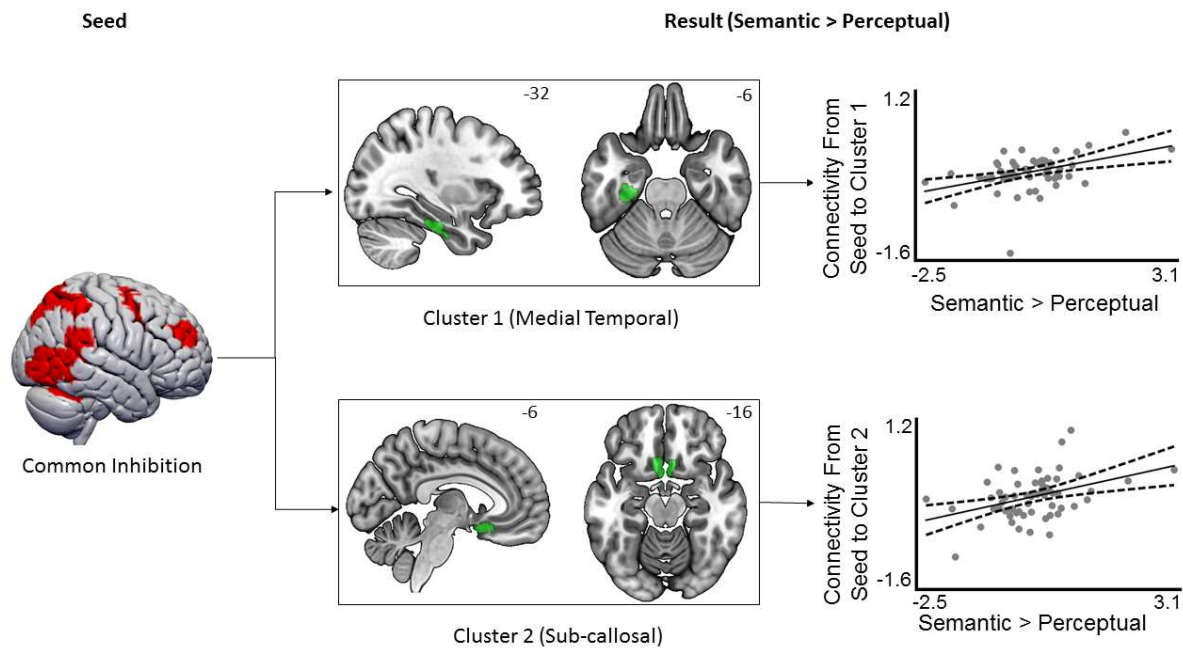 Seed
Result (Semantic > Perceptual)
-32
-6
Cluster 1 (Medial Temporal)
1.2
-1.6
Connectivity From
Seed to Cluster 1
-2.5
3.1
Semantic > Perceptual
Common Inhibition
-6
-16
Cluster 2 (Sub-callosal)
1.2
-1.6
Connectivity From
Seed to Cluster 2
-2.5
3.1
Semantic > Perceptual